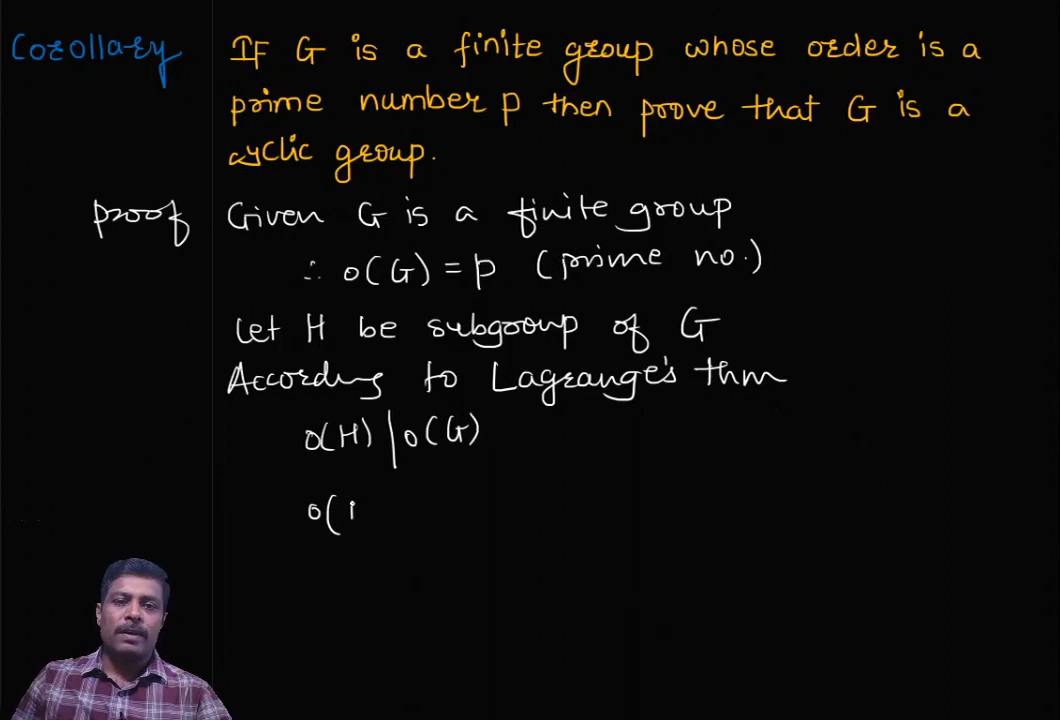 Corollary
IF G is a finite group whose order is a
prime number p then prove that G is a
cyclic group.
proof
Given G is a finite group
∴ o(G) = p (prime no.)
Let H be subgroup of G
According to Lagrange's thm
o(H) | o(G)
o(